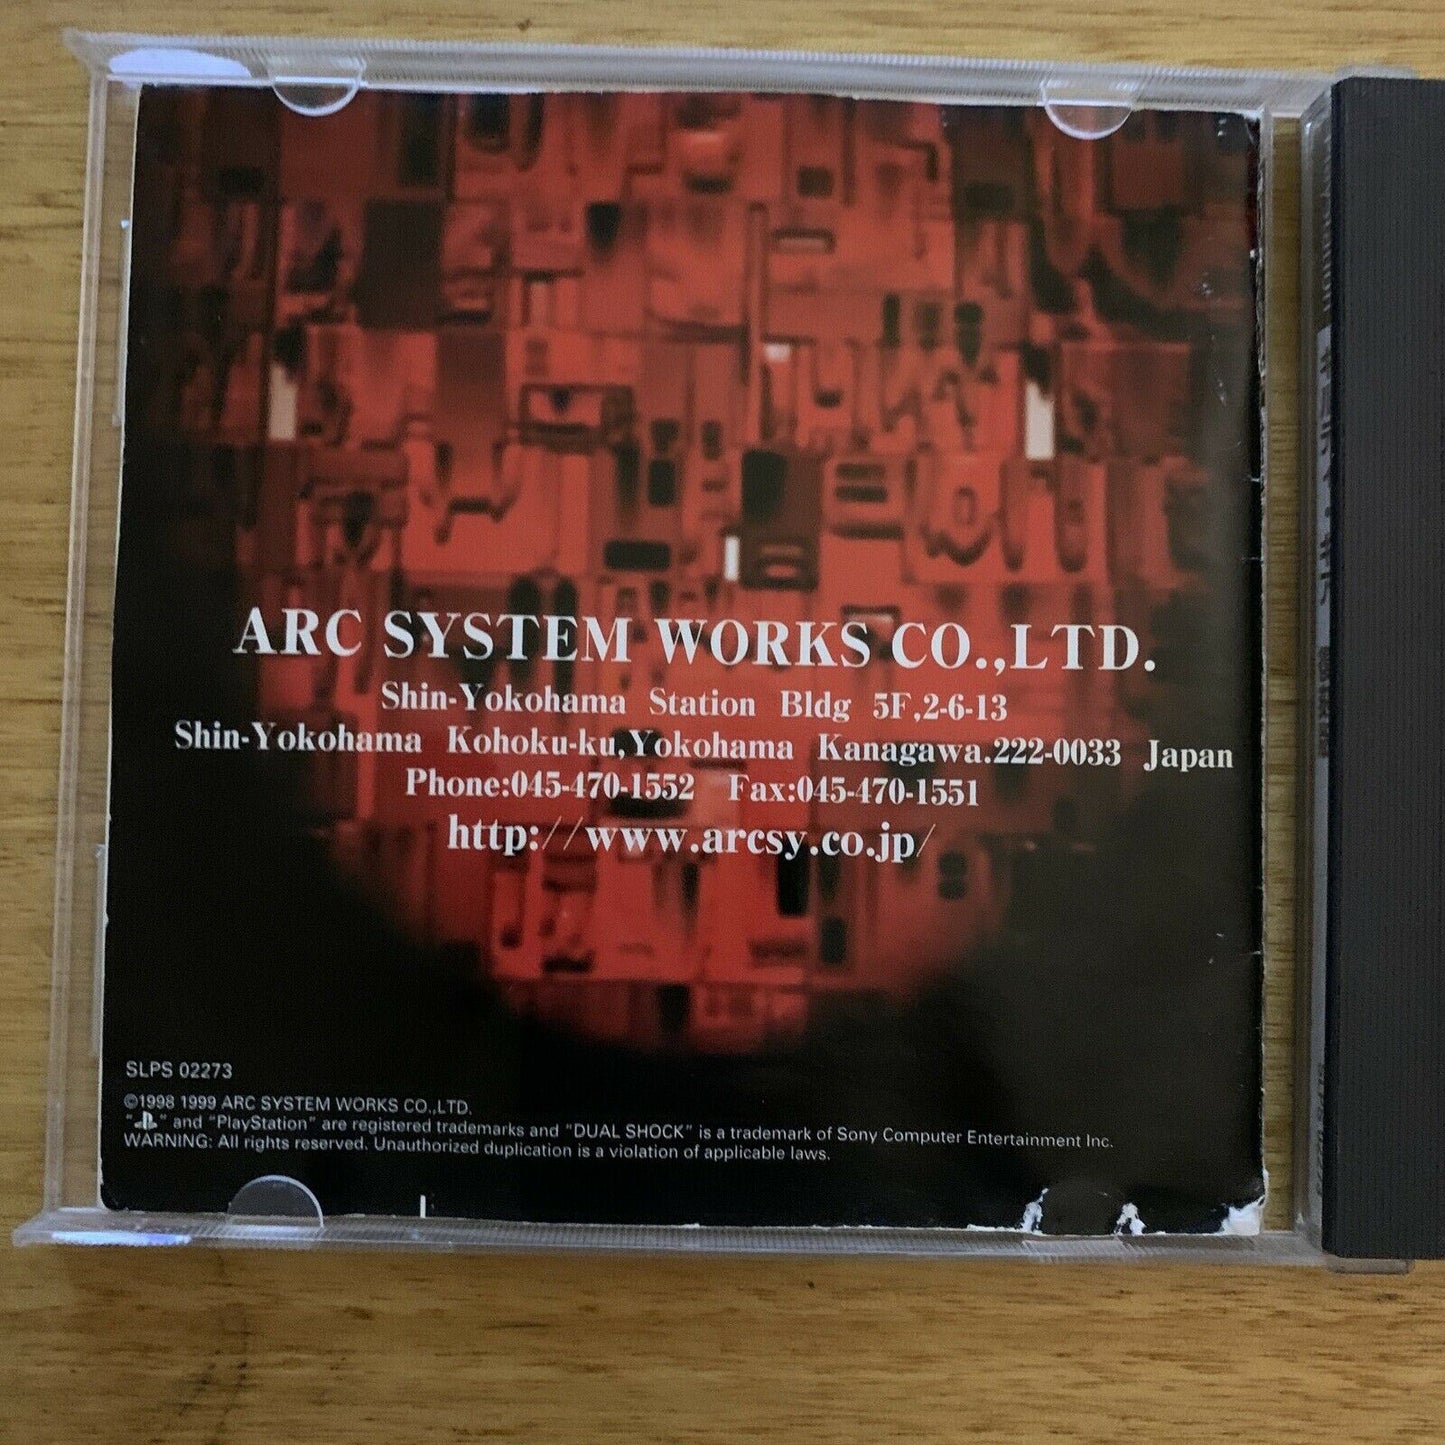 ARC SYSTEM WORKS CO.,LTD.
Shin-Yokohama Station Bldg 5F,2-6-13
Shin-Yokohama Kohoku-ku,Yokohama Kanagawa.222-0033 Japan
Phone:045-470-1552 Fax:045-470-1551
http://www.arcsy.co.jp/
SLPS 02273
©1998 1999 ARC SYSTEM WORKS CO.,LTD.
" " and "PlayStation" are registered trademarks and "DUAL SHOCK" is a trademark of Sony Computer Entertainment Inc.
WARNING: All rights reserved. Unauthorized duplication is a violation of applicable laws.